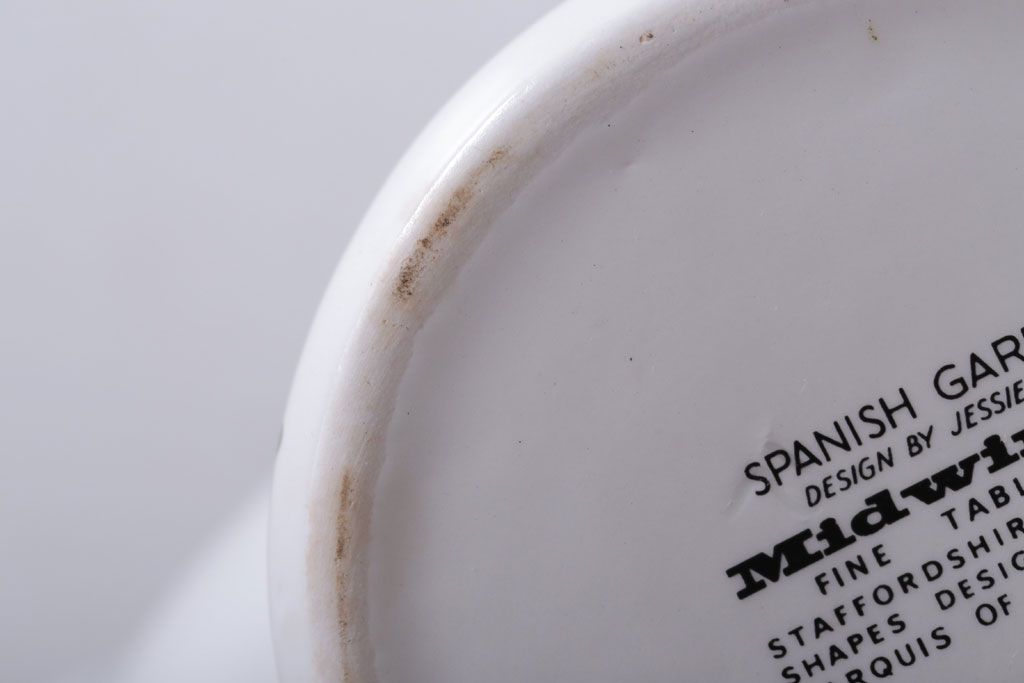 SPANISH GAR
DESIGN BY JESSIE
Midwi
FINE TABL
STAFFORDSHIR
SHAPES DESIG
ARQUIS OF